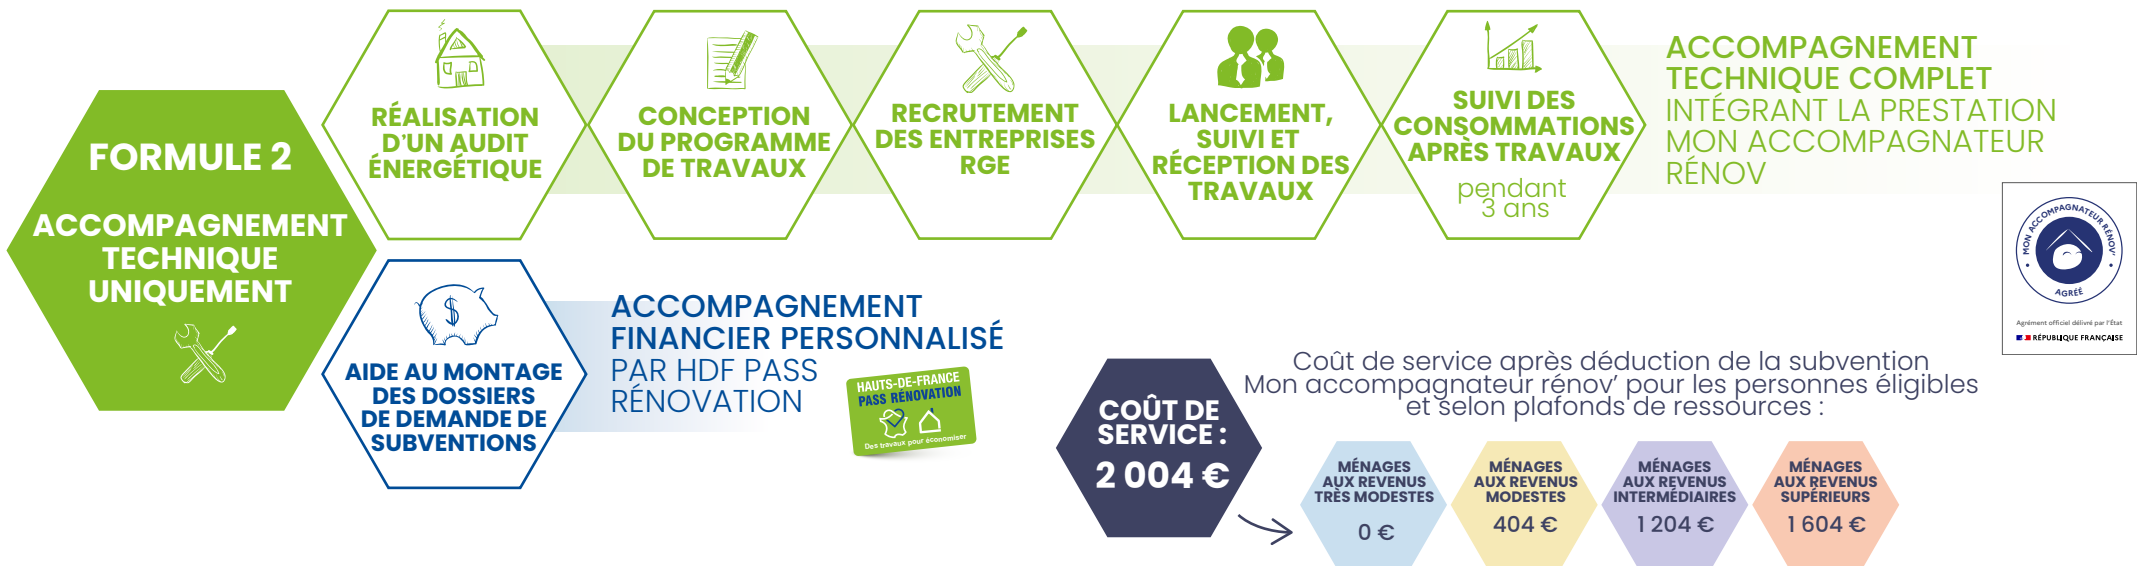 FORMULE 2
ACCOMPAGNEMENT
TECHNIQUE
UNIQUEMENT
RÉALISATION
D'UN AUDIT
ÉNERGÉTIQUE
CONCEPTION
DU PROGRAMME
DE TRAVAUX
RECRUTEMENT
DES ENTREPRISES
RGE
LANCEMENT,
SUIVI ET
RÉCEPTION DES
TRAVAUX
SUIVI DES
CONSOMMATIONS
APRÈS TRAVAUX
pendant
3 ans
ACCOMPAGNEMENT
TECHNIQUE COMPLET
INTÉGRANT LA PRESTATION
MON ACCOMPAGNATEUR
RÉNOV
MON ACCOMPAGNATEUR RÉNOV'
AGRÉÉ
Agrément officiel délivré par l'État
RÉPUBLIQUE FRANÇAISE
$
AIDE AU MONTAGE
DES DOSSIERS
DE DEMANDE DE
SUBVENTIONS
ACCOMPAGNEMENT
FINANCIER PERSONNALISÉ
PAR HDF PASS
RÉNOVATION
HAUTS-DE-FRANCE
PASS RÉNOVATION
Des travaux pour économiser
COÛT DE
SERVICE :
2 004 €
Coût de service après déduction de la subvention
Mon accompagnateur rénov' pour les personnes éligibles
et selon plafonds de ressources :
MÉNAGES
AUX REVENUS
TRÈS MODESTES
0 €
MÉNAGES
AUX REVENUS
MODESTES
404 €
MÉNAGES
AUX REVENUS
INTERMÉDIAIRES
1 204 €
MÉNAGES
AUX REVENUS
SUPÉRIEURS
1 604 €